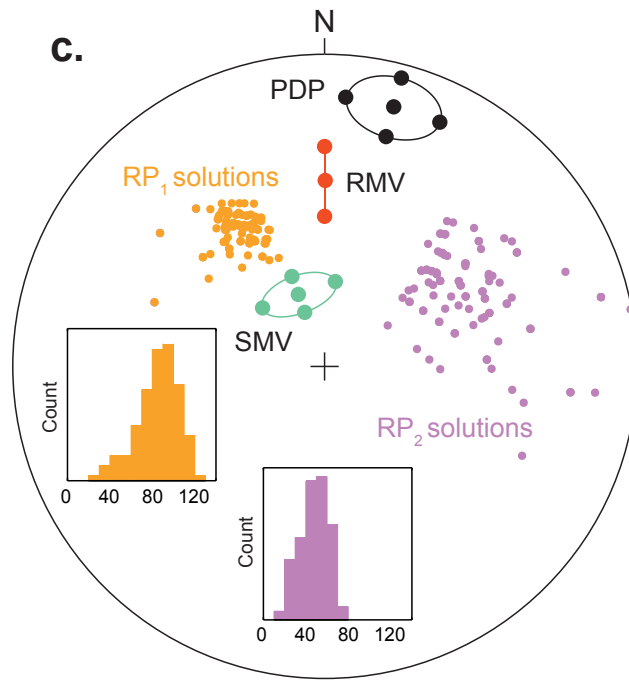 c.
N
PDP
RP₁ solutions
RMV
SMV
RP₂ solutions
Count
0 40 80 120
Count
0 40 80 120